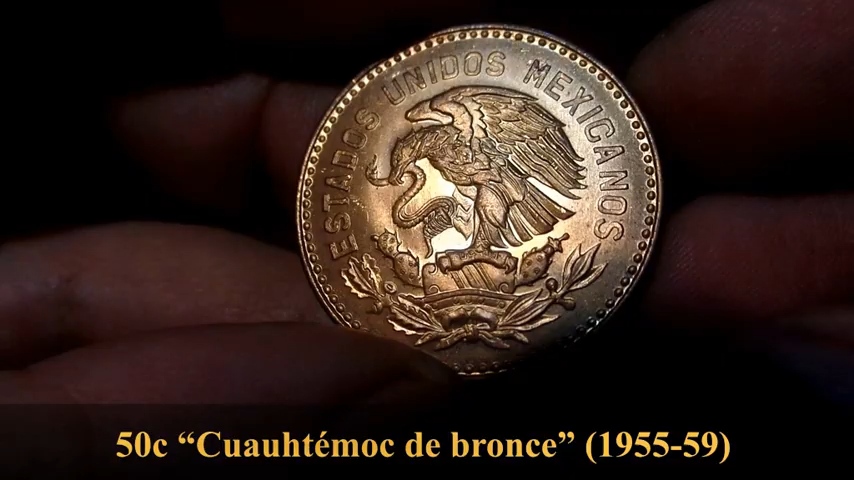 ESTADOS UNIDOS MEXICANOS
50c “Cuauhtémoc de bronce” (1955-59)